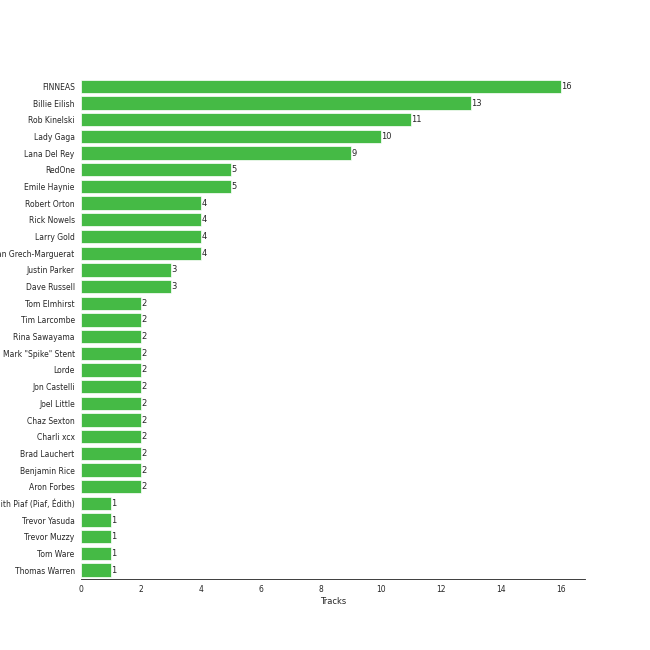 FINNEAS 16
Billie Eilish 13
Rob Kinelski 11
Lady Gaga 10
Lana Del Rey 9
RedOne 5
Emile Haynie 5
Robert Orton 4
Rick Nowels 4
Larry Gold 4
Grech-Marguerat 4
Justin Parker 3
Dave Russell 3
Tom Elmhirst 2
Tim Larcombe 2
Rina Sawayama 2
Mark "Spike" Stent 2
Lorde 2
Jon Castelli 2
Joel Little 2
Chaz Sexton 2
Charli xcx 2
Brad Lauchert 2
Benjamin Rice 2
Aron Forbes 2
Piaf (Piaf, Édith) 1
Trevor Yasuda 1
Trevor Muzzy 1
Tom Ware 1
Thomas Warren 1
0 2 4 6 8 10 12 14 16
Tracks